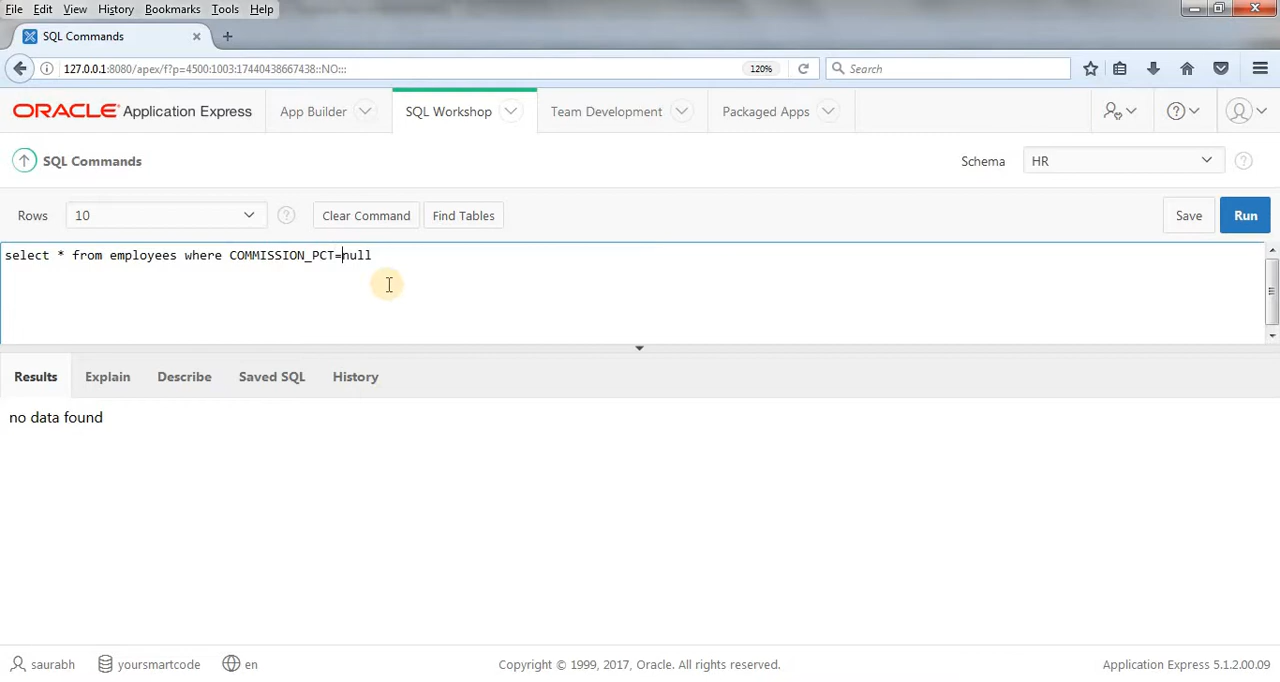 File Edit View History Bookmarks Tools Help
SQL Commands × +
127.0.0.1:8080/apex/f?p=4500:1003:17440438667438::NO::: 120% Search
ORACLE® Application Express App Builder SQL Workshop Team Development Packaged Apps ?
SQL Commands Schema HR ?
Rows 10 ? Clear Command Find Tables Save Run
select * from employees where COMMISSION_PCT=null
Results Explain Describe Saved SQL History
no data found
saurabh yoursmartcode en Copyright © 1999, 2017, Oracle. All rights reserved. Application Express 5.1.2.00.09